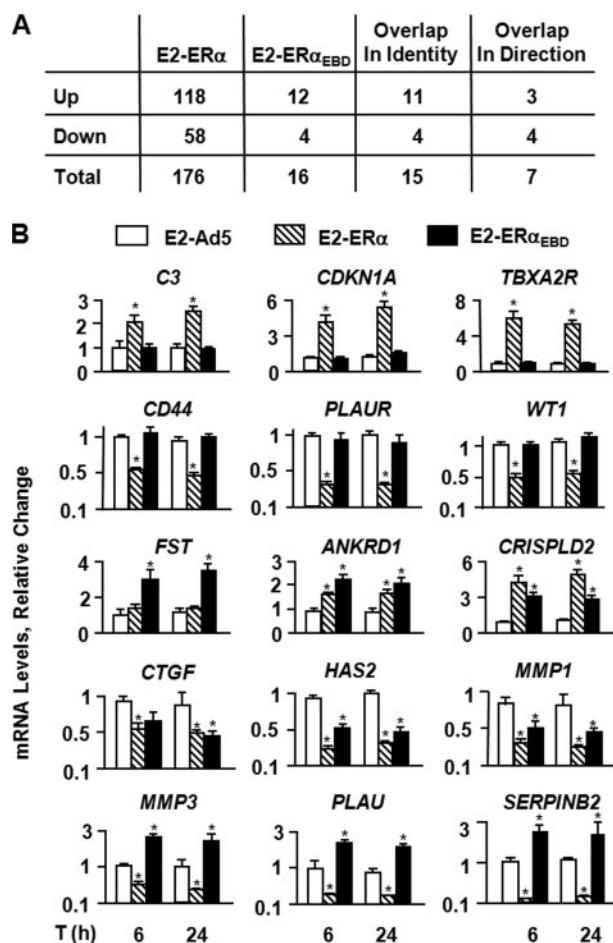 A
E2-ERα E2-ERαEBD Overlap In Identity Overlap In Direction
Up 118 12 11 3
Down 58 4 4 4
Total 176 16 15 7
B
E2-Ad5 E2-ERα E2-ERαEBD
mRNA Levels, Relative Change
C3 CDKN1A TBXA2R
3 2 1 0 * *
6 4 2 0 * *
8 6 3 0 * *
CD44 PLAUR WT1
1 0.5 0.1 * *
1 0.5 0.1 * *
1 0.5 0.1 * *
FST ANKRD1 CRISPLD2
4 2 0 * *
3 2 1 0 * * * *
6 3 0 * * * *
CTGF HAS2 MMP1
1 0.5 0.1 * * *
1 0.5 0.1 * * * *
1 0.5 0.1 * * * *
MMP3 PLAU SERPINB2
3 1 0.1 * * * *
3 1 0.1 * * * *
3 1 0.1 * * * *
T (h) 6 24 6 24 6 24